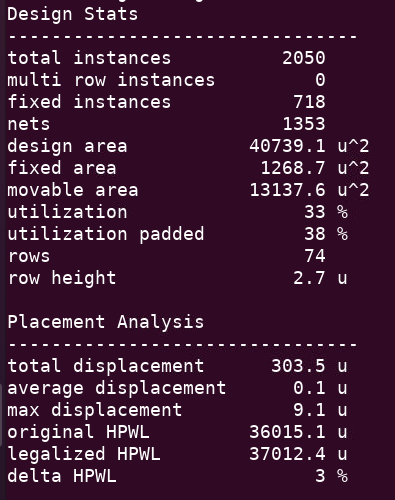 Design Stats
--------------------------------
total instances          2050
multi row instances         0
fixed instances           718
nets                     1353
design area           40739.1 u^2
fixed area             1268.7 u^2
movable area          13137.6 u^2
utilization                33 %
utilization padded         38 %
rows                       74
row height                2.7 u

Placement Analysis
--------------------------------
total displacement      303.5 u
average displacement      0.1 u
max displacement          9.1 u
original HPWL         36015.1 u
legalized HPWL        37012.4 u
delta HPWL                  3 %